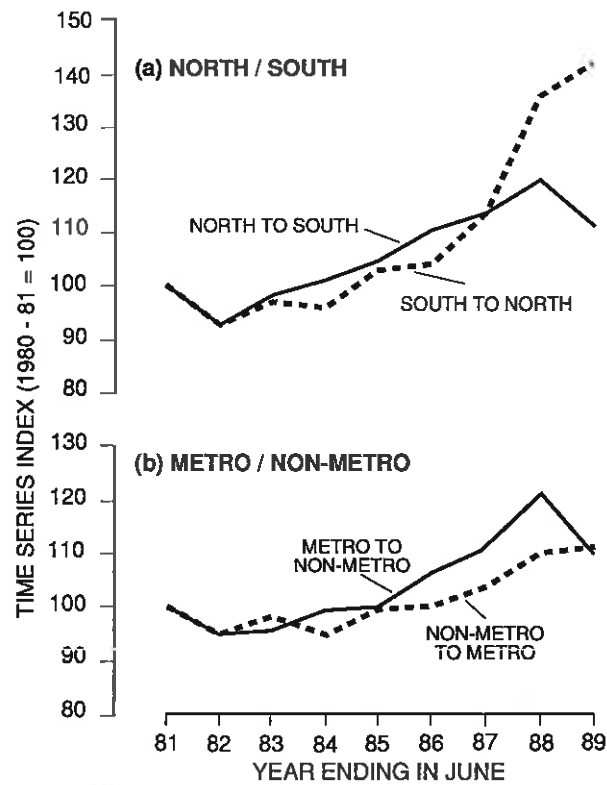 TIME SERIES INDEX (1980 - 81 = 100)
150
140
130
120
110
100
90
80
(a) NORTH / SOUTH
NORTH TO SOUTH
SOUTH TO NORTH
130
120
110
100
90
80
(b) METRO / NON-METRO
METRO TO
NON-METRO
NON-METRO
TO METRO
81 82 83 84 85 86 87 88 89
YEAR ENDING IN JUNE